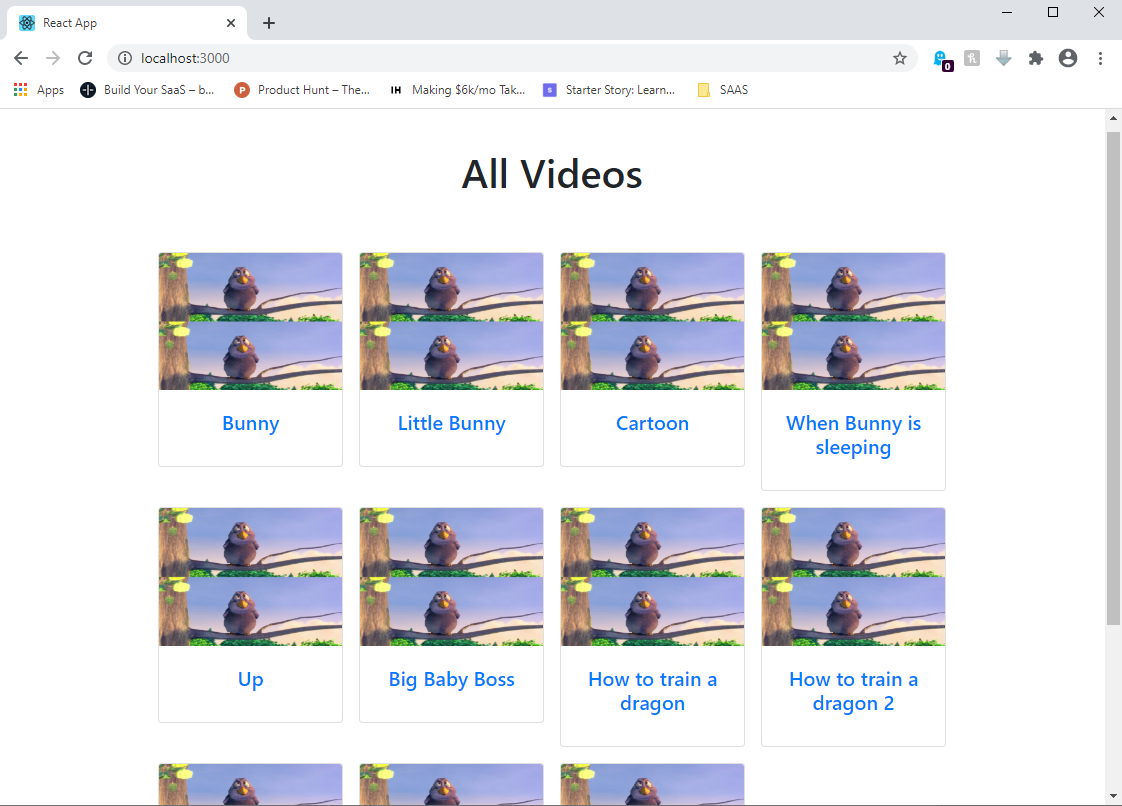 React App
localhost:3000
0
Apps
Build Your SaaS – b...
P
Product Hunt – The...
IH
Making $6k/mo Tak...
s
Starter Story: Learn...
SAAS
All Videos
Bunny
Little Bunny
Cartoon
When Bunny is
sleeping
Up
Big Baby Boss
How to train a
dragon
How to train a
dragon 2